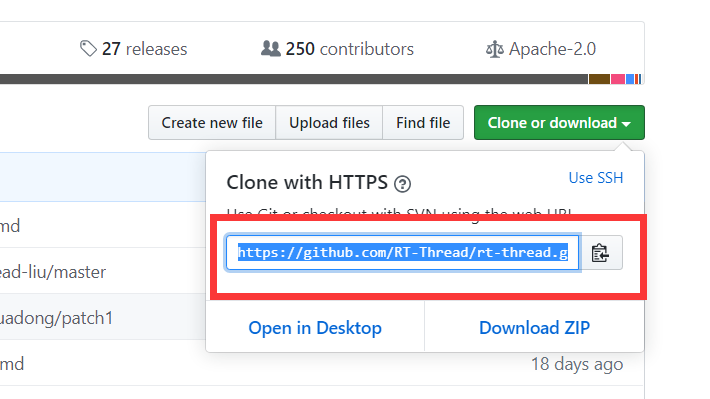 27 releases 250 contributors Apache-2.0
Create new file Upload files Find file Clone or download
Clone with HTTPS Use SSH
Use Git or checkout with SVN using the web URL
md
https://github.com/RT-Thread/rt-thread.g
ead-liu/master
uadong/patch1
Open in Desktop Download ZIP
md 18 days ago